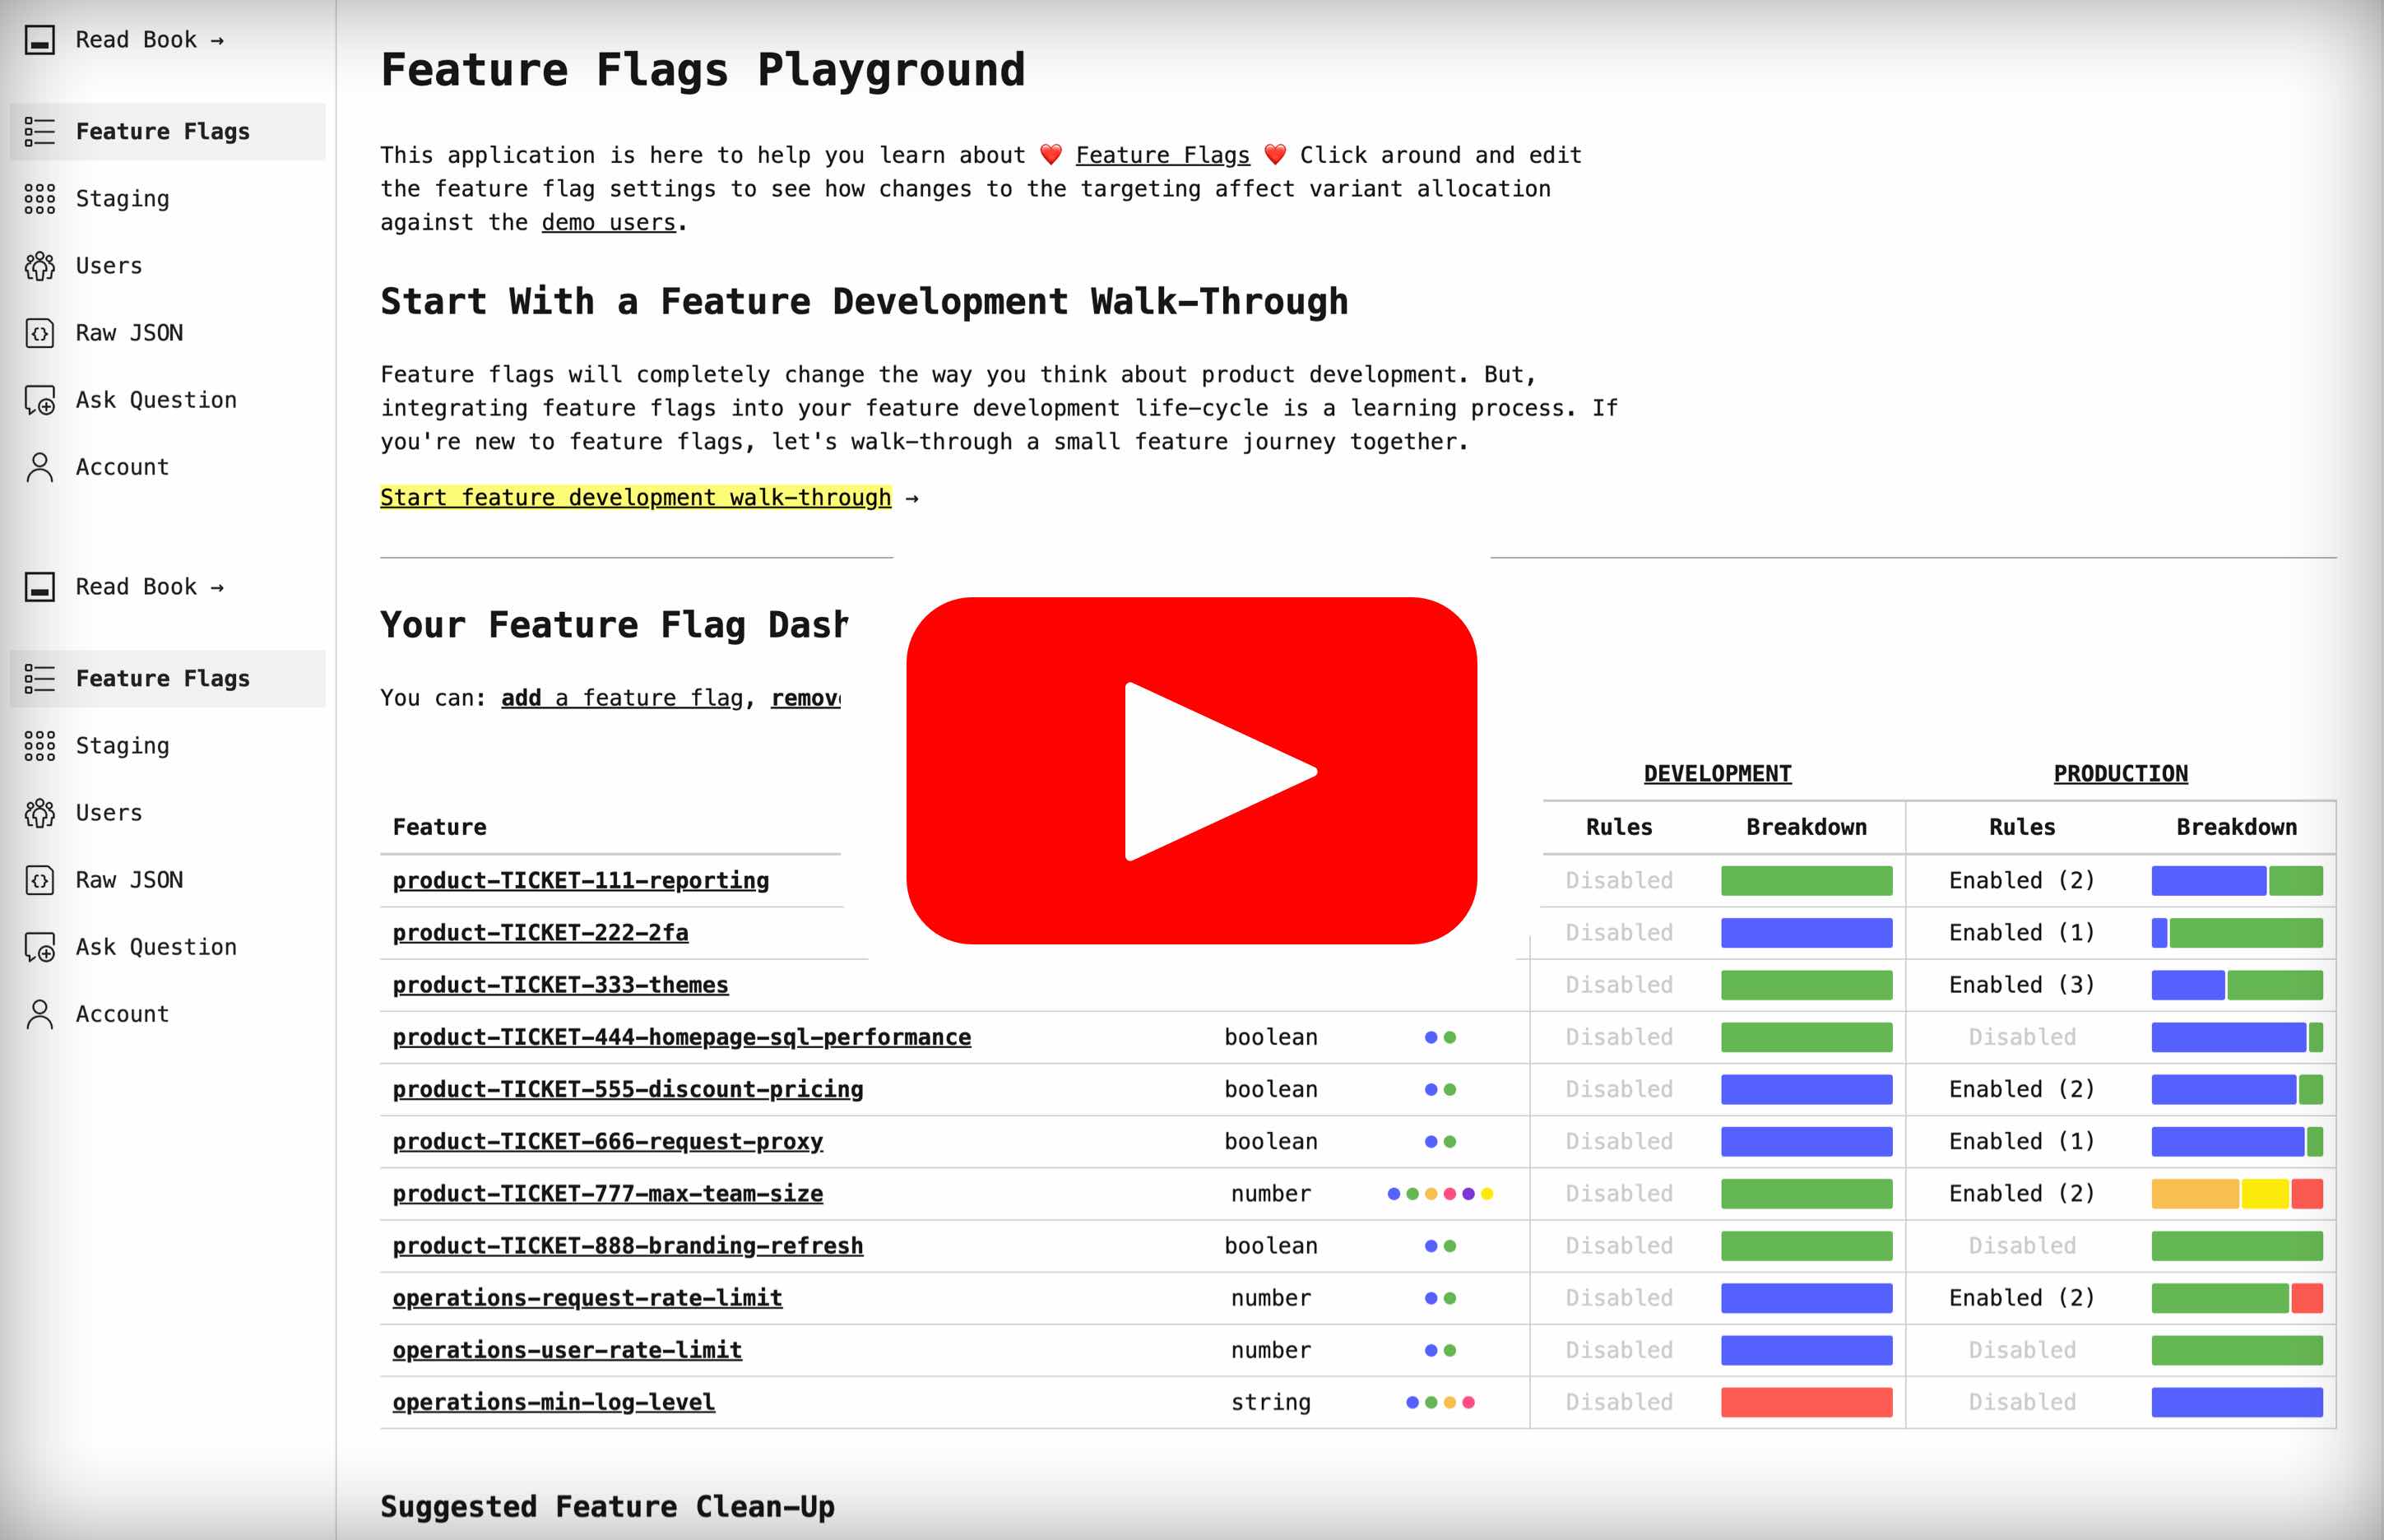 Read Book →
Feature Flags
Staging
Users
Raw JSON
Ask Question
Account
Read Book →
Feature Flags
Staging
Users
Raw JSON
Ask Question
Account
Feature Flags Playground
This application is here to help you learn about ❤️ Feature Flags ❤️ Click around and edit
the feature flag settings to see how changes to the targeting affect variant allocation
against the demo users.
Start With a Feature Development Walk-Through
Feature flags will completely change the way you think about product development. But,
integrating feature flags into your feature development life-cycle is a learning process. If
you're new to feature flags, let's walk-through a small feature journey together.
Start feature development walk-through →
Your Feature Flag
You can: add a feature flag,
DEVELOPMENT PRODUCTION
Feature Rules Breakdown Rules Breakdown
product-TICKET-111-reporting Disabled Enabled (2)
product-TICKET-222-2fa Disabled Enabled (1)
product-TICKET-333-themes Disabled Enabled (3)
product-TICKET-444-homepage-sql-performance boolean Disabled Disabled
product-TICKET-555-discount-pricing boolean Disabled Enabled (2)
product-TICKET-666-request-proxy boolean Disabled Enabled (1)
product-TICKET-777-max-team-size number Disabled Enabled (2)
product-TICKET-888-branding-refresh boolean Disabled Disabled
operations-request-rate-limit number Disabled Enabled (2)
operations-user-rate-limit number Disabled Disabled
operations-min-log-level string Disabled Disabled
Suggested Feature Clean-Up